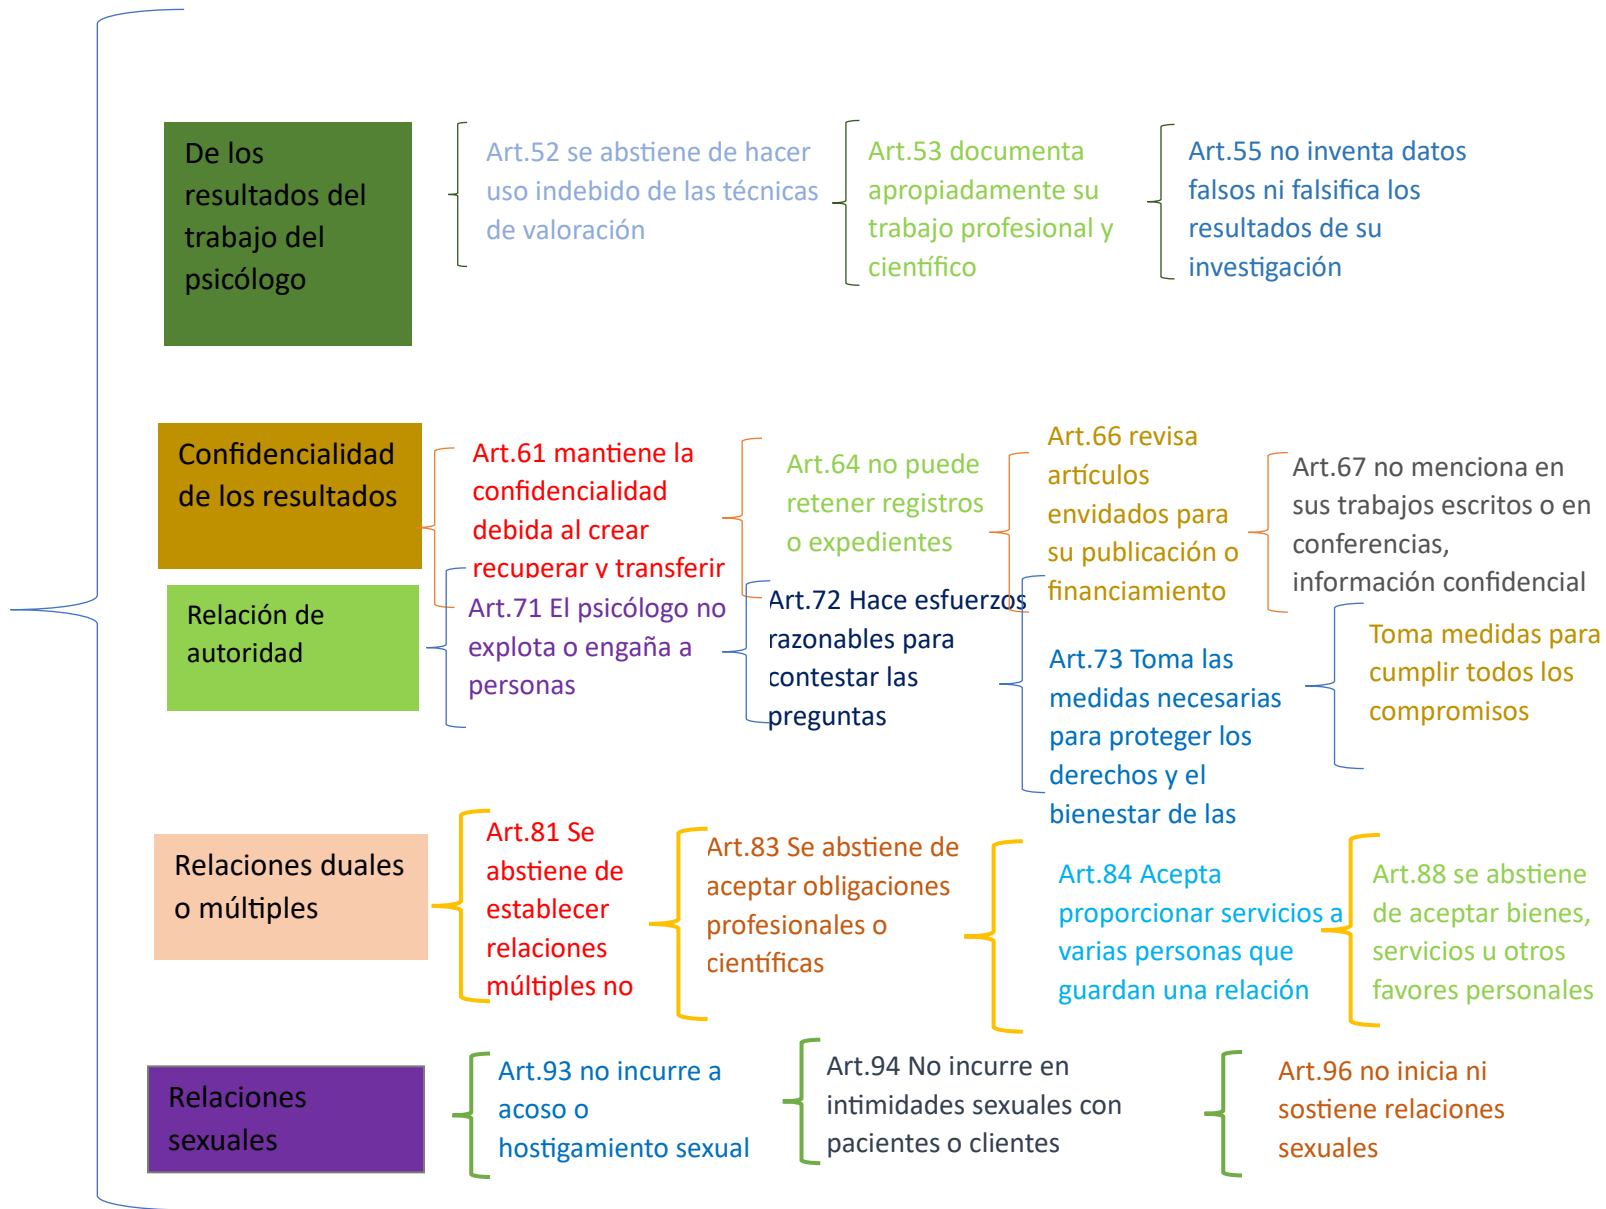 De los
resultados del
trabajo del
psicólogo
Art.52 se abstiene de hacer
uso indebido de las técnicas
de valoración
Art.53 documenta
apropiadamente su
trabajo profesional y
científico
Art.55 no inventa datos
falsos ni falsifica los
resultados de su
investigación
Confidencialidad
de los resultados
Art.61 mantiene la
confidencialidad
debida al crear
recuperar y transferir
Art.64 no puede
retener registros
o expedientes
Art.66 revisa
artículos
envidados para
su publicación o
financiamiento
Art.67 no menciona en
sus trabajos escritos o en
conferencias,
información confidencial
Relación de
autoridad
Art.71 El psicólogo no
explota o engaña a
personas
Art.72 Hace esfuerzos
razonables para
contestar las
preguntas
Art.73 Toma las
medidas necesarias
para proteger los
derechos y el
bienestar de las
Toma medidas para
cumplir todos los
compromisos
Relaciones duales
o múltiples
Art.81 Se
abstiene de
establecer
relaciones
múltiples no
Art.83 Se abstiene de
aceptar obligaciones
profesionales o
científicas
Art.84 Acepta
proporcionar servicios a
varias personas que
guardan una relación
Art.88 se abstiene
de aceptar bienes,
servicios u otros
favores personales
Relaciones
sexuales
Art.93 no incurre a
acoso o
hostigamiento sexual
Art.94 No incurre en
intimidades sexuales con
pacientes o clientes
Art.96 no inicia ni
sostiene relaciones
sexuales